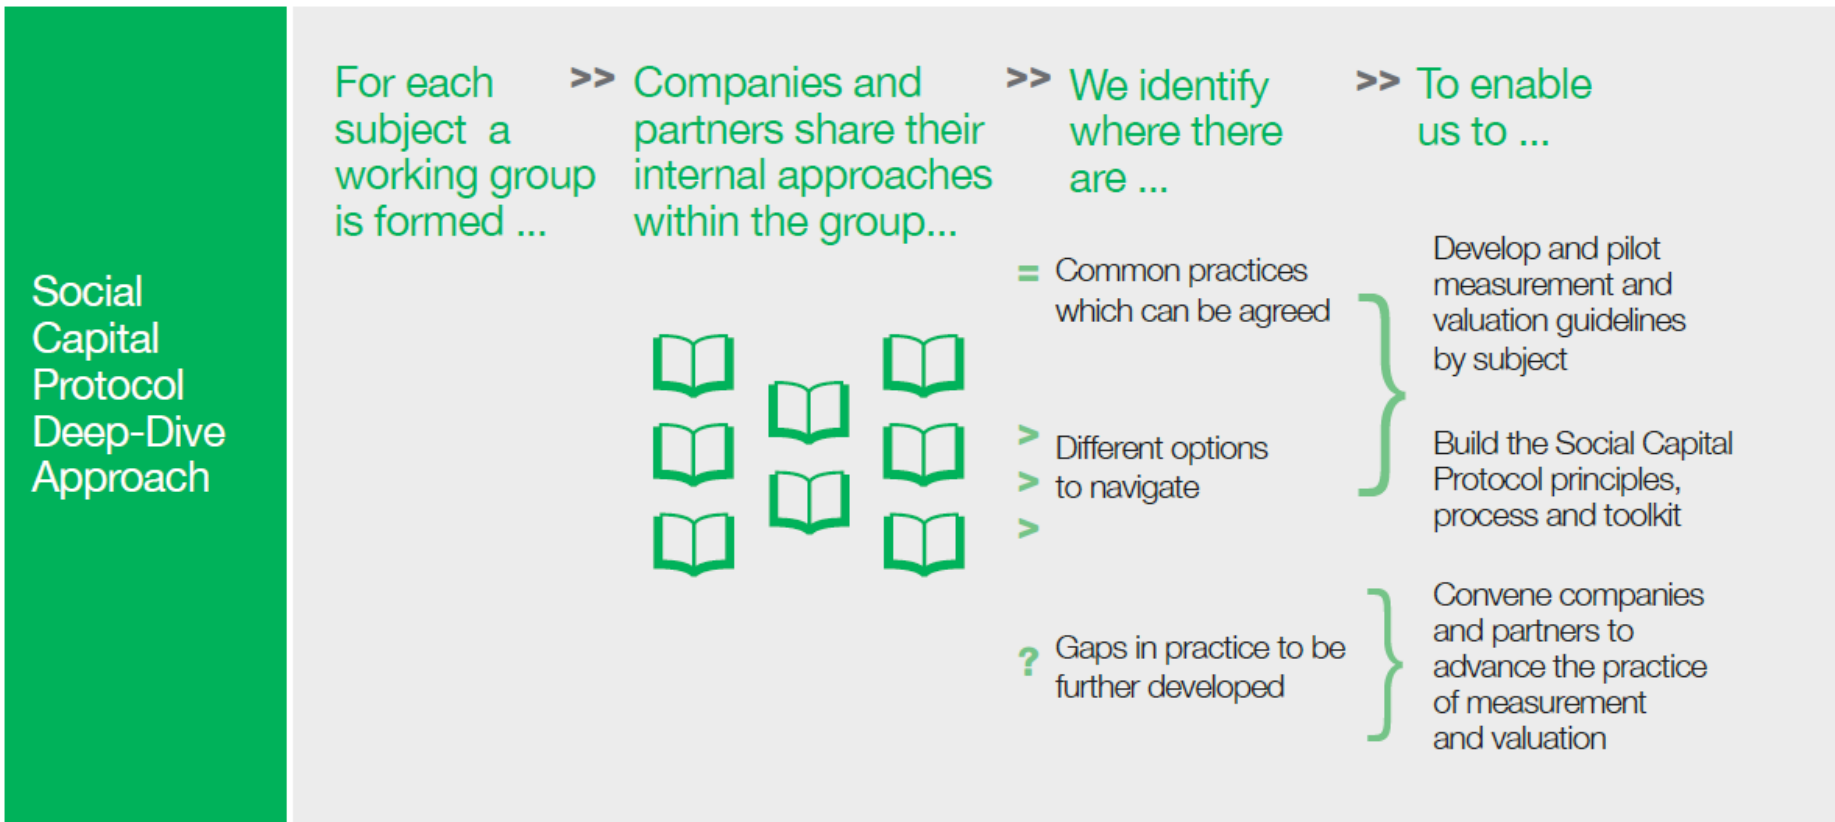 Social
Capital
Protocol
Deep-Dive
Approach
For each
subject a
working group
is formed ...
>> Companies and
partners share their
internal approaches
within the group...
>> We identify
where there
are ...
= Common practices
which can be agreed
>
>
>
Different options
to navigate
? Gaps in practice to be
further developed
>> To enable
us to ...
Develop and pilot
measurement and
valuation guidelines
by subject
Build the Social Capital
Protocol principles,
process and toolkit
Convene companies
and partners to
advance the practice
of measurement
and valuation